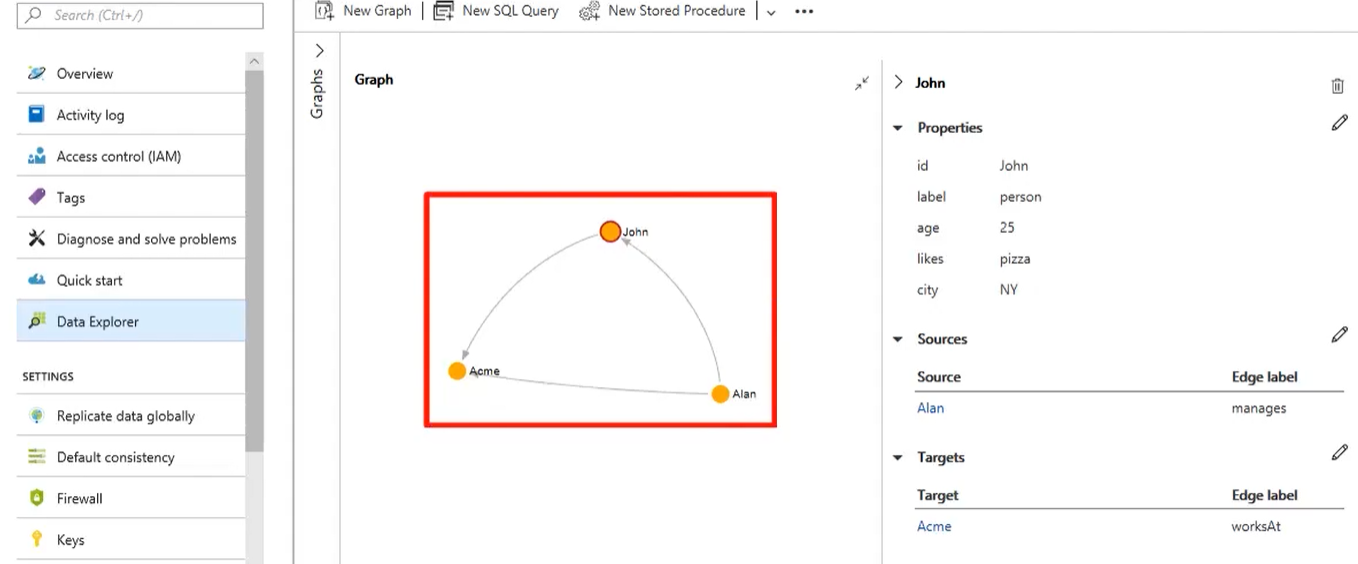 Search (Ctrl+/)
Overview
Activity log
Access control (IAM)
Tags
Diagnose and solve problems
Quick start
Data Explorer
SETTINGS
Replicate data globally
Default consistency
Firewall
Keys
New Graph
New SQL Query
New Stored Procedure
Graphs
Graph
John
Acme
Alan
John
Properties
id John
label person
age 25
likes pizza
city NY
Sources
Source Edge label
Alan manages
Targets
Target Edge label
Acme worksAt